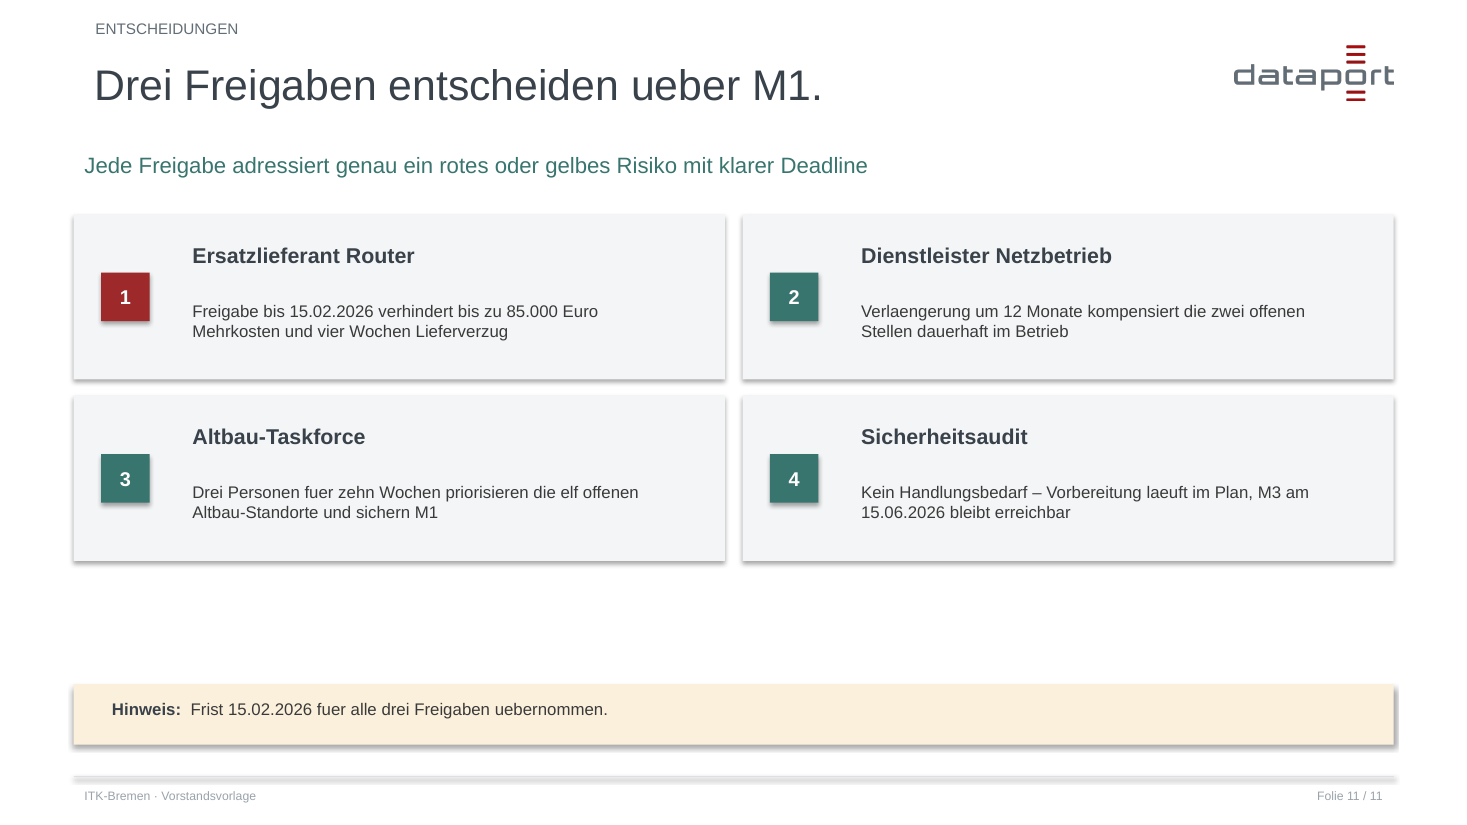 ENTSCHEIDUNGEN
Drei Freigaben entscheiden ueber M1.
dataport
Jede Freigabe adressiert genau ein rotes oder gelbes Risiko mit klarer Deadline
1
Ersatzlieferant Router
Freigabe bis 15.02.2026 verhindert bis zu 85.000 Euro
Mehrkosten und vier Wochen Lieferverzug
2
Dienstleister Netzbetrieb
Verlaengerung um 12 Monate kompensiert die zwei offenen
Stellen dauerhaft im Betrieb
3
Altbau-Taskforce
Drei Personen fuer zehn Wochen priorisieren die elf offenen
Altbau-Standorte und sichern M1
4
Sicherheitsaudit
Kein Handlungsbedarf – Vorbereitung laeuft im Plan, M3 am
15.06.2026 bleibt erreichbar
Hinweis: Frist 15.02.2026 fuer alle drei Freigaben uebernommen.
ITK-Bremen · Vorstandsvorlage
Folie 11 / 11